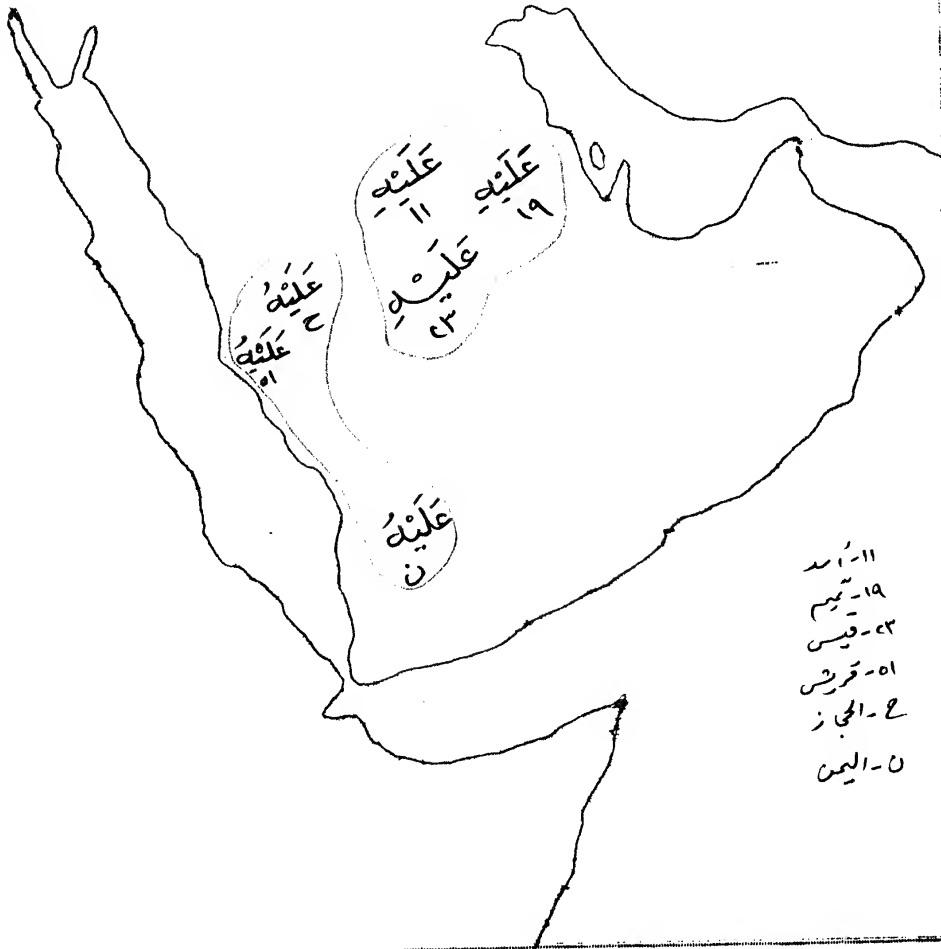 عَلَيْهِ
١١
عَلَيْهِ
١٩
عَلَيْهِ
٢٣
عَلَيْهُ
ح
عَلَيْهُ
٥١
عَلَيْهُ
ن
١١-أسد
١٩-تميم
٢٣-قيس
٥١-قريش
ح-الحجاز
ن-اليمن